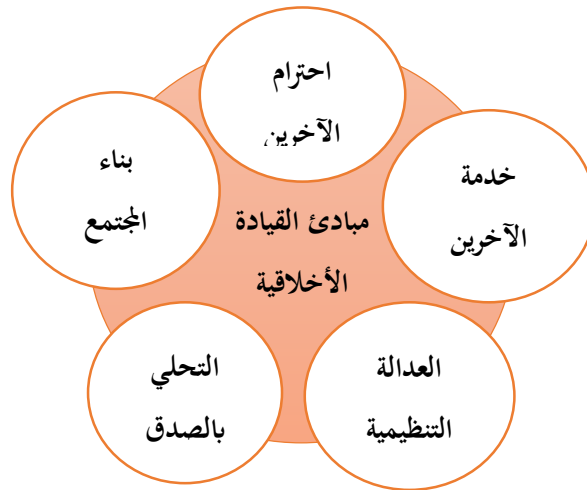 احترام
الآخرين
خدمة
الآخرين
العدالة
التنظيمية
التحلي
بالصدق
بناء
المجتمع
مبادئ القيادة
الأخلاقية